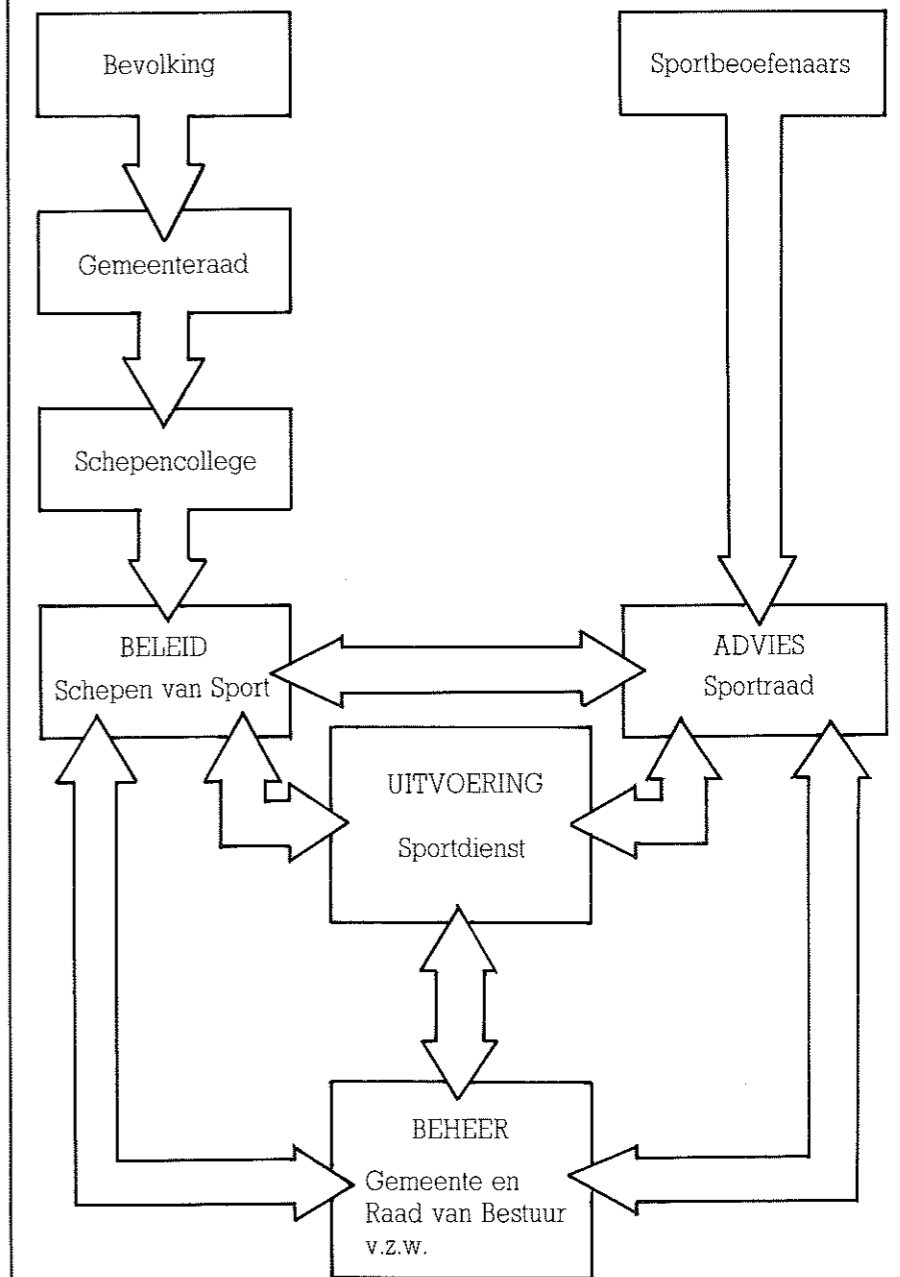 Bevolking
Sportbeoefenaars
Gemeenteraad
Schepencollege
BELEID
Schepen van Sport
ADVIES
Sportraad
UITVOERING
Sportdienst
BEHEER
Gemeente en
Raad van Bestuur
v.z.w.